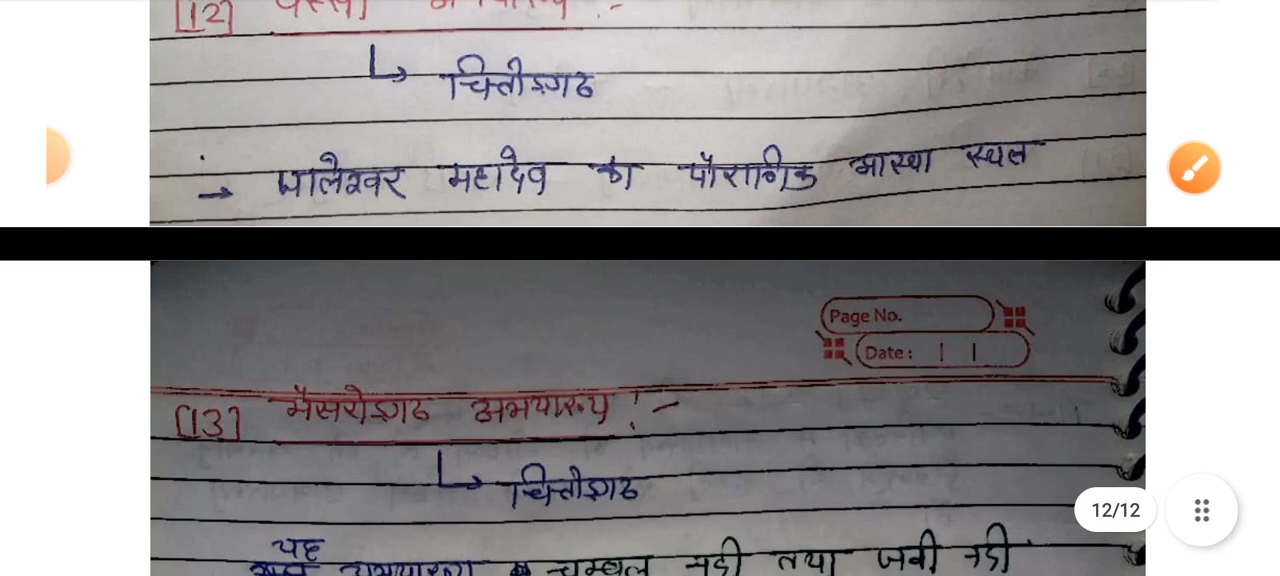 [12]
चित्तौड़गढ
→ महादेव का पौराणिक आस्था स्थल
Page No.
Date :
[13] भैंसरोड़गढ अभयारण्य :-
चित्तौड़गढ
12/12
यह
चम्बल नदी तथा नदी